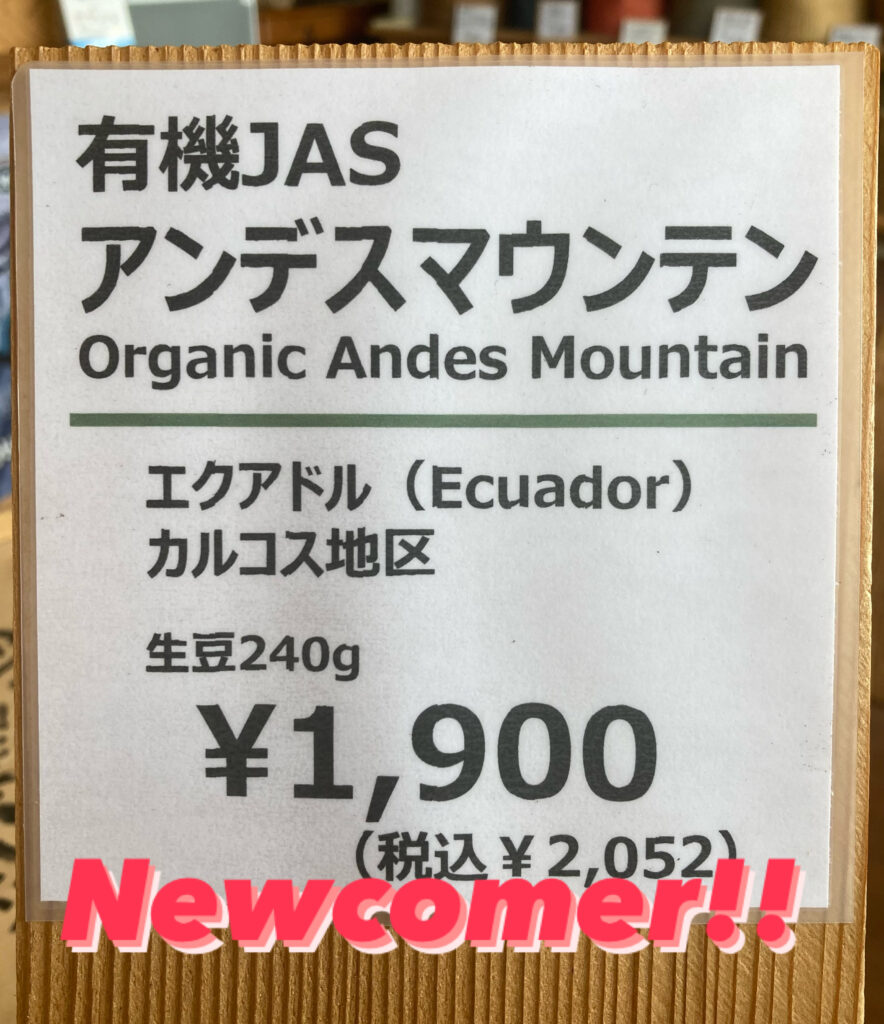 有機JAS
アンデスマウンテン
Organic Andes Mountain
エクアドル（Ecuador）
カルコス地区
生豆240g
￥1,900
（税込￥2,052）
Newcomer!!